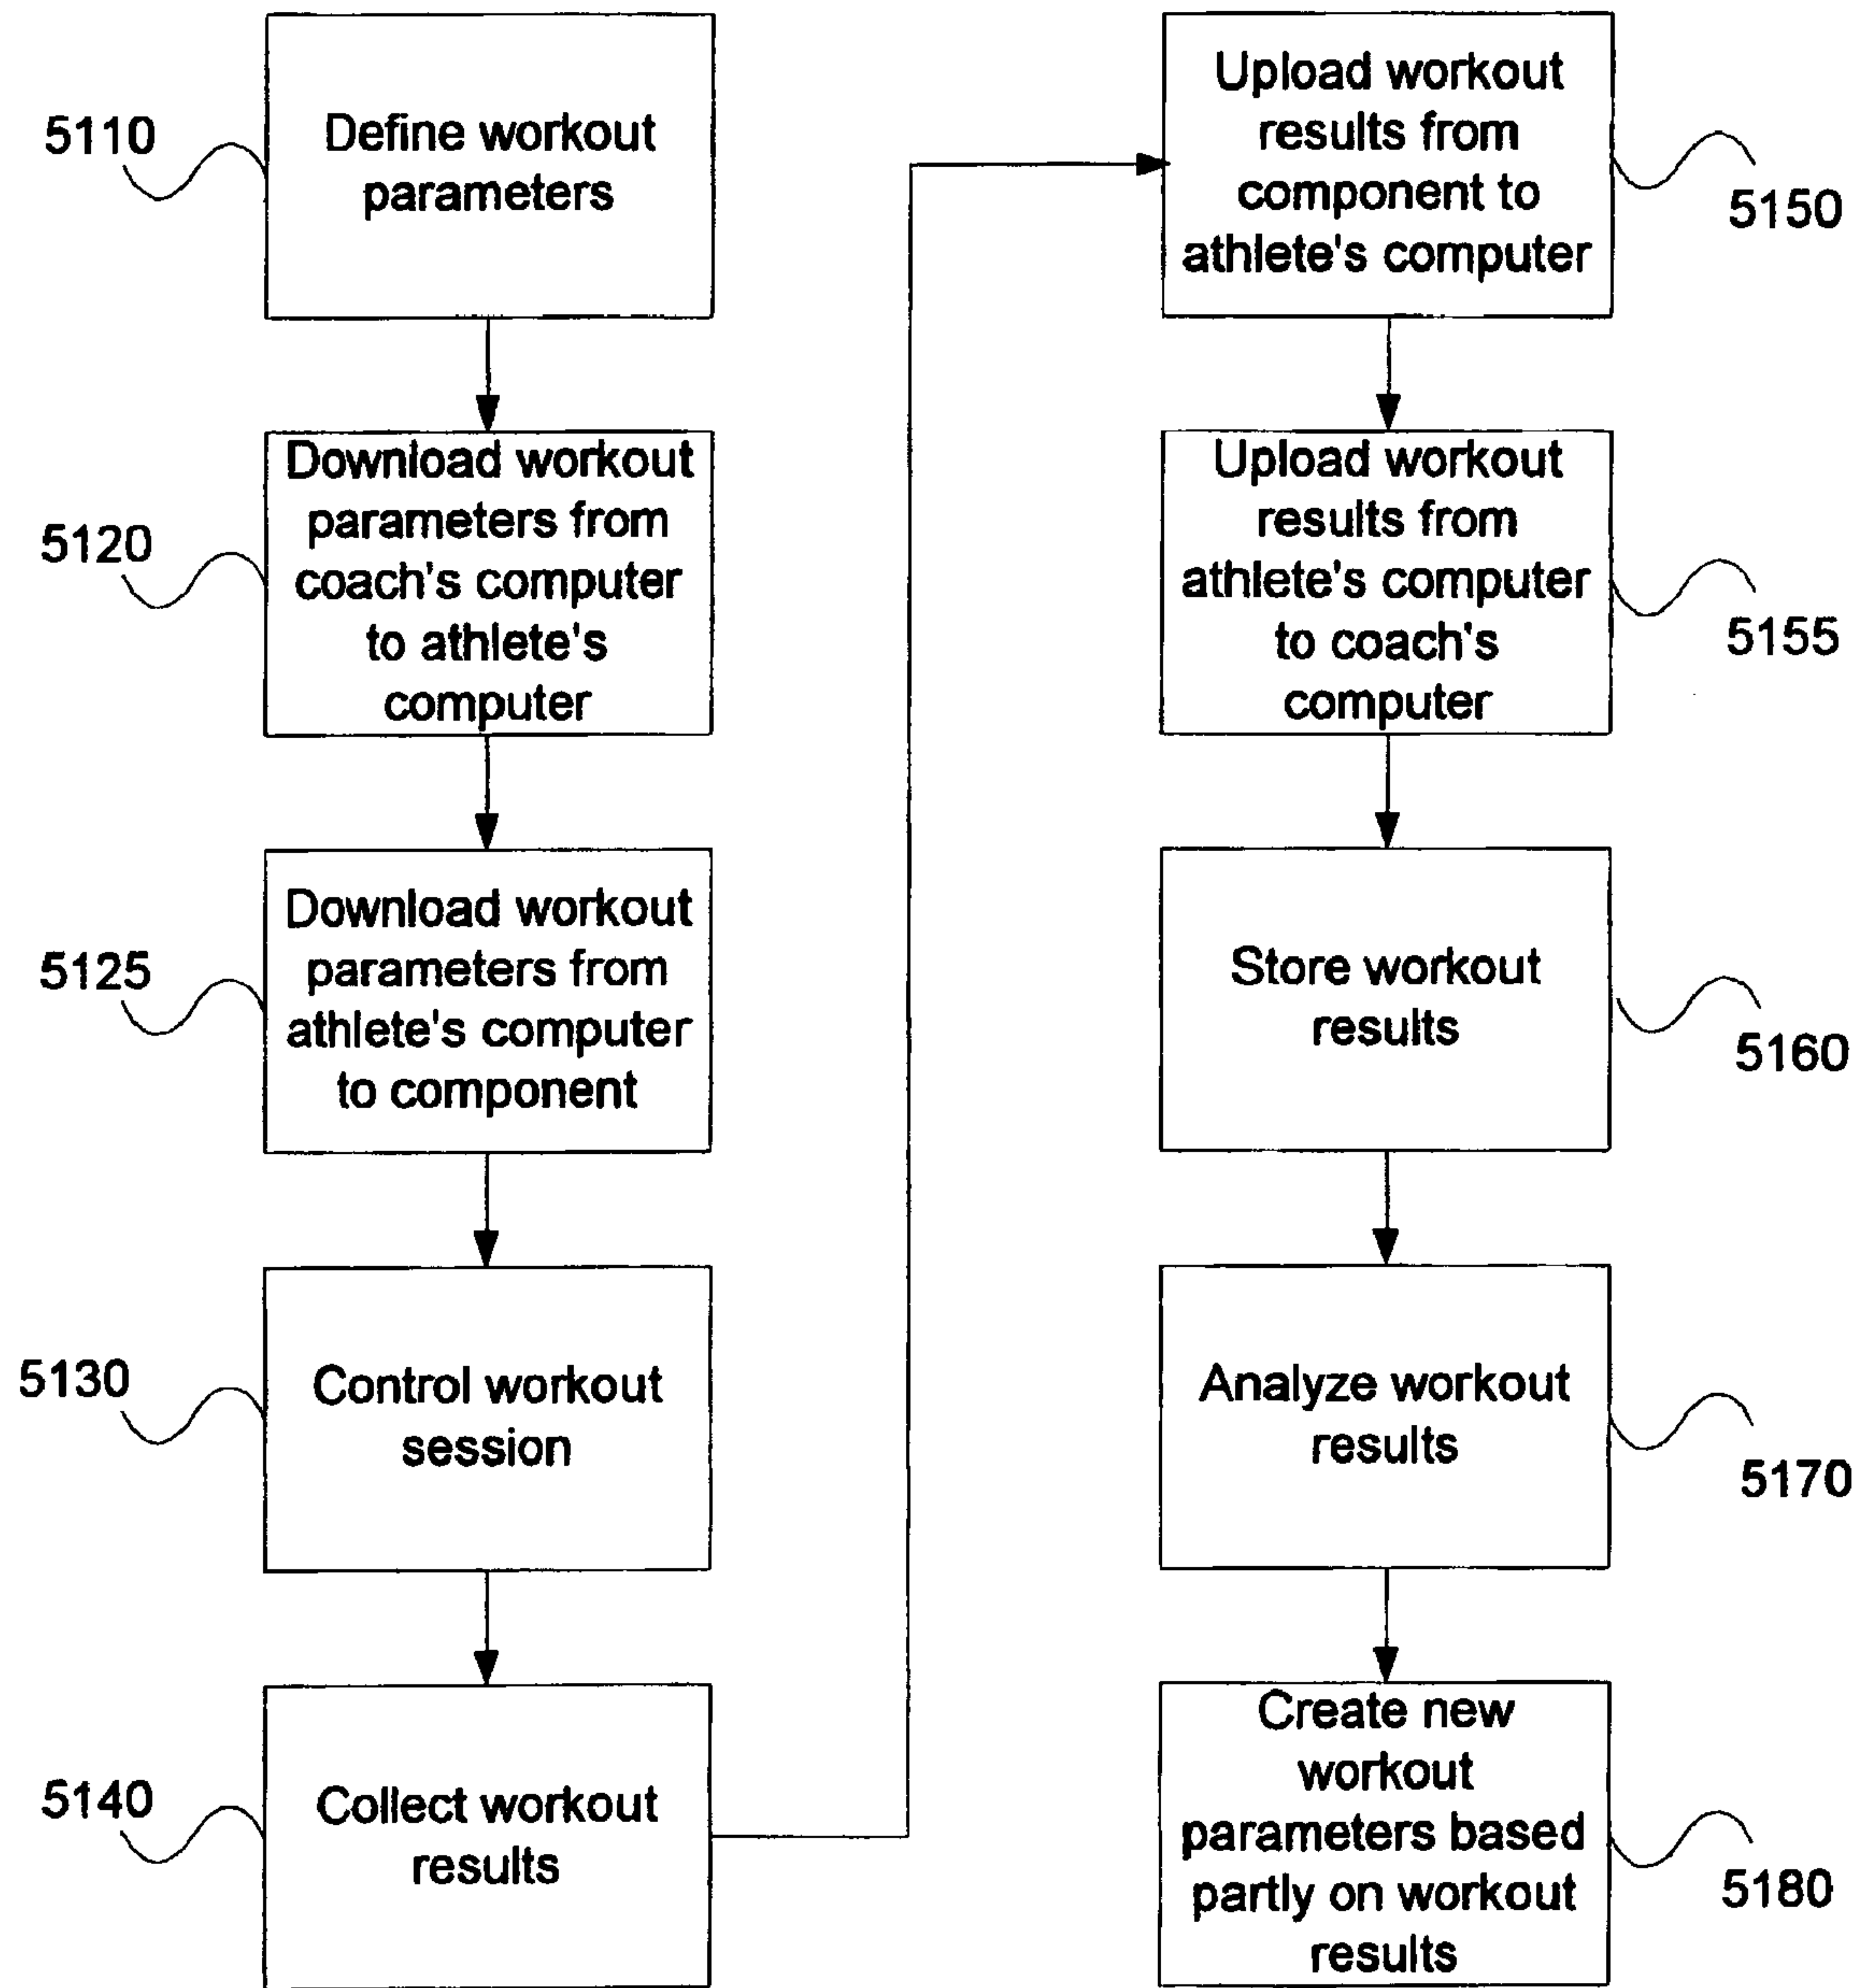 5110
Define workout
parameters
5120
Download workout
parameters from
coach's computer
to athlete's
computer
5125
Download workout
parameters from
athlete's computer
to component
5130
Control workout
session
5140
Collect workout
results
Upload workout
results from
component to
athlete's computer
5150
Upload workout
results from
athlete's computer
to coach's
computer
5155
Store workout
results
5160
Analyze workout
results
5170
Create new
workout
parameters based
partly on workout
results
5180